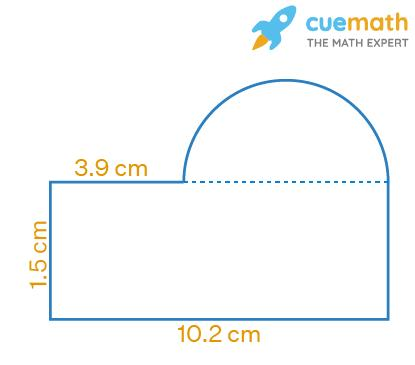 cuemath
THE MATH EXPERT
3.9 cm
1.5 cm
10.2 cm